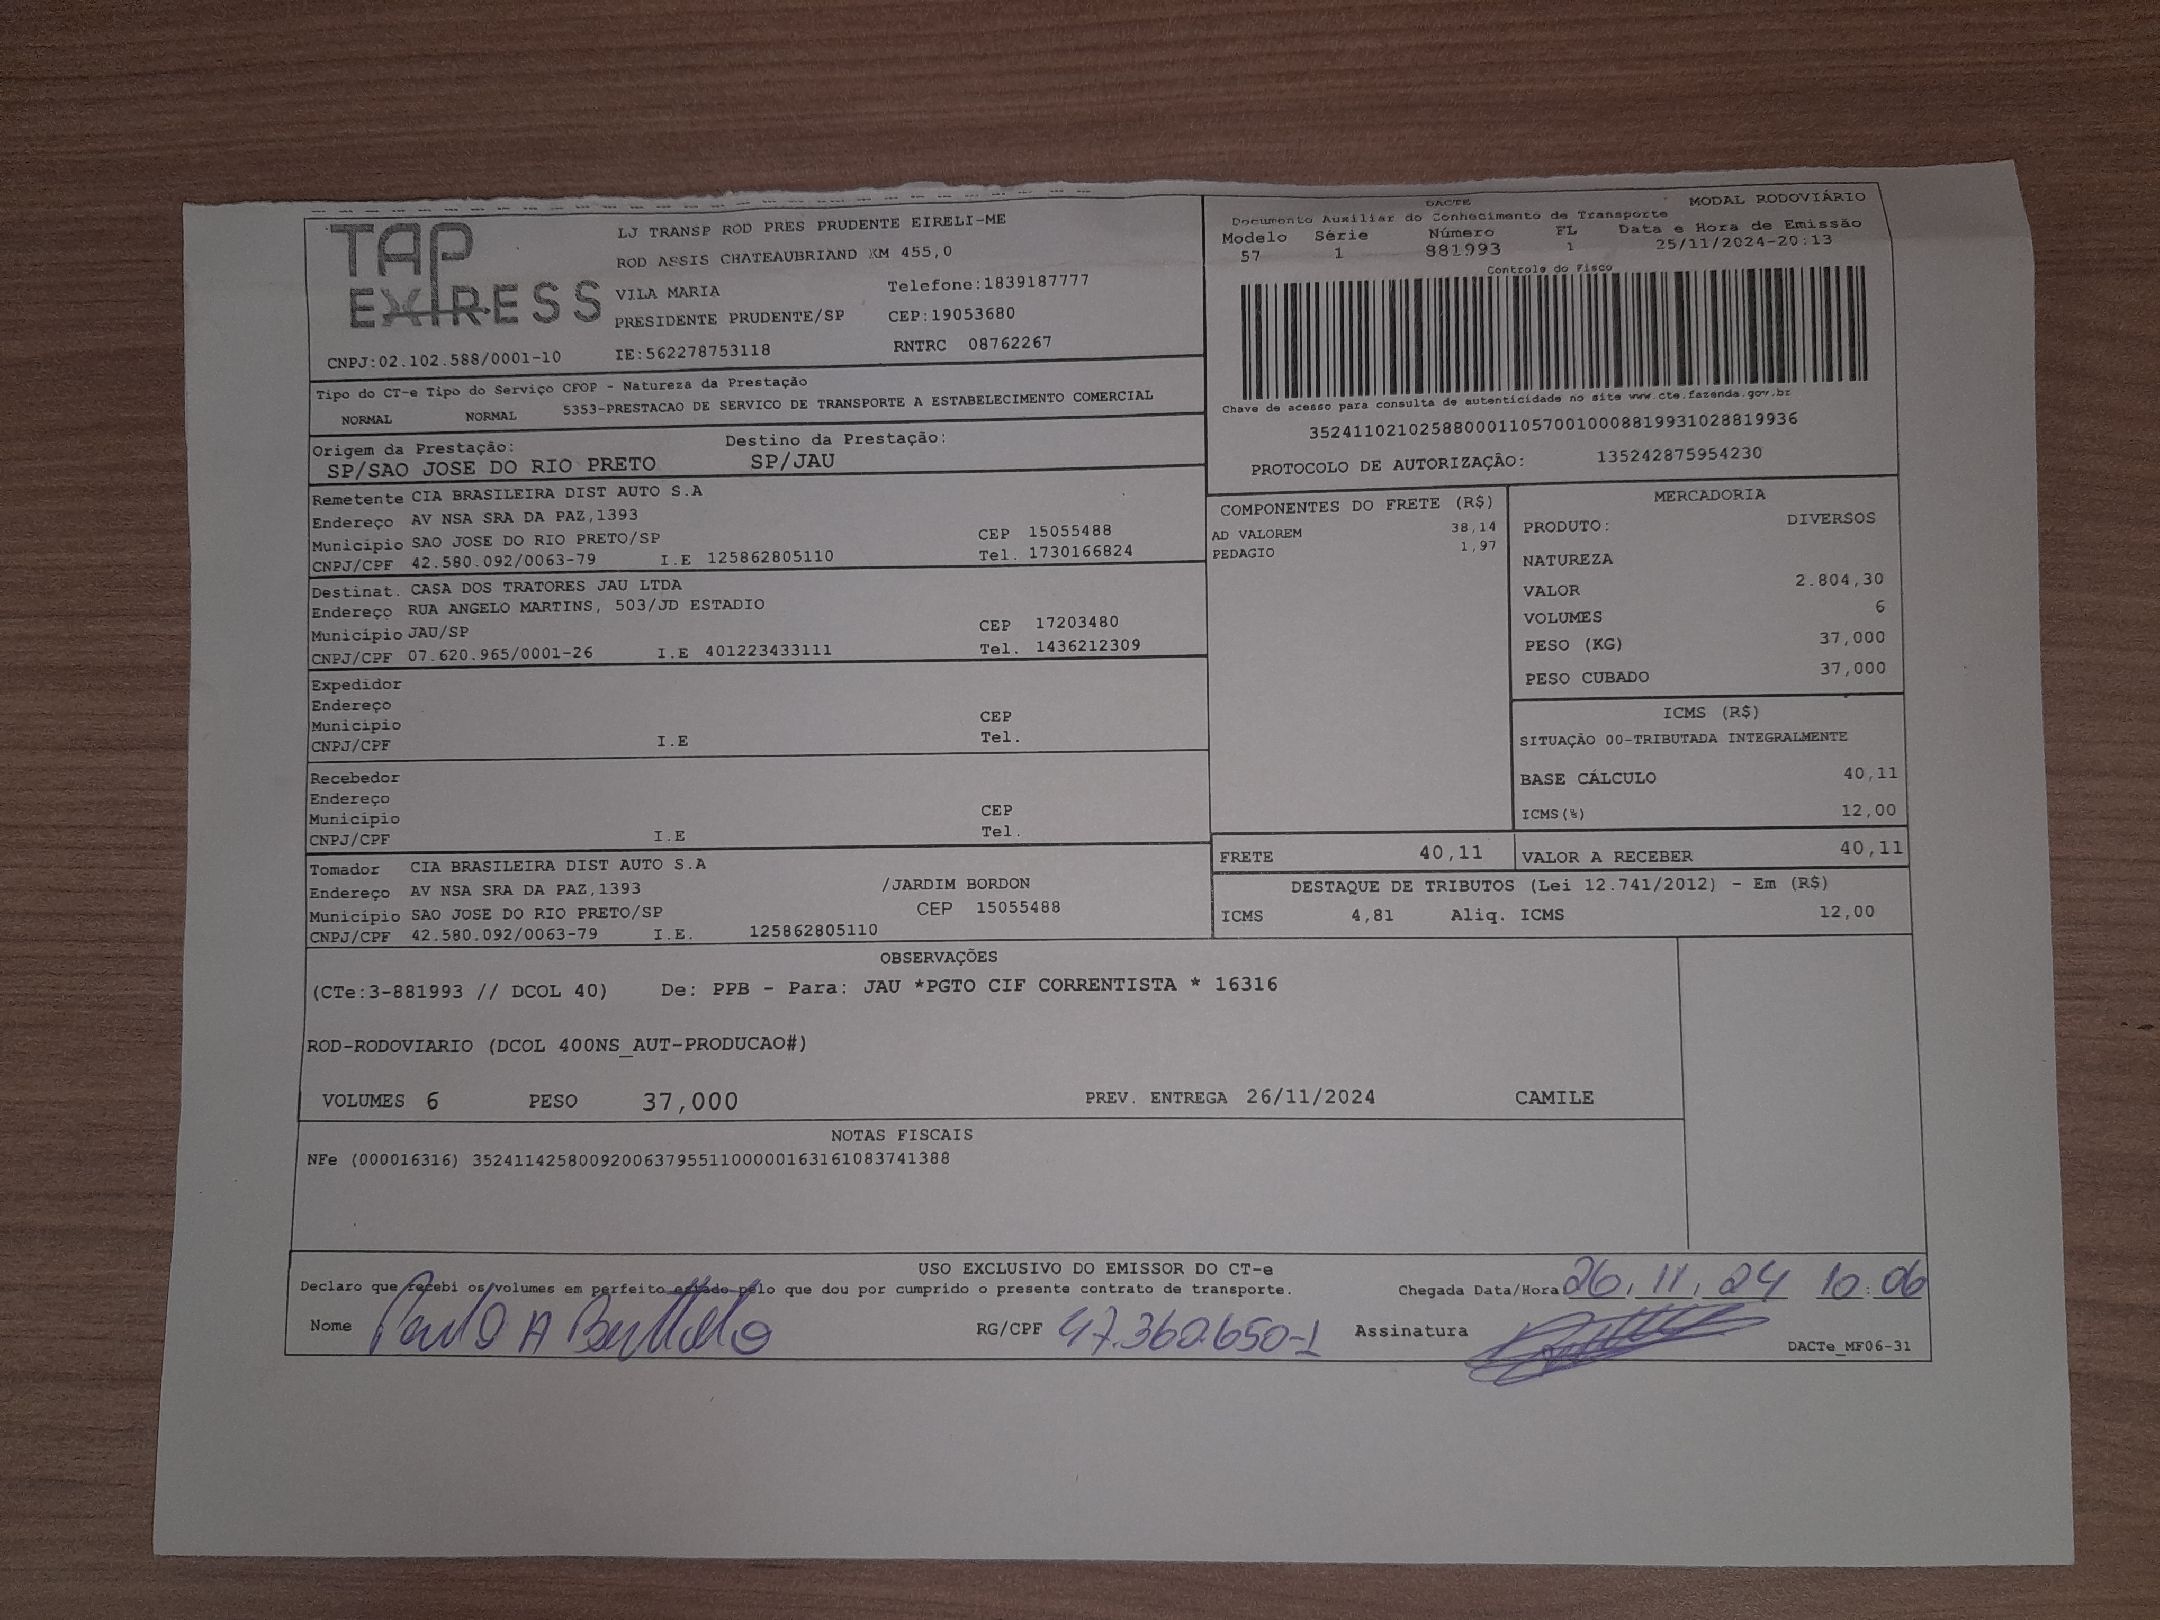 TAP
EXPRESS
LJ TRANSP ROD PRES PRUDENTE EIRELI-ME
ROD ASSIS CHATEAUBRIAND KM 455,0
VILA MARIA Telefone:1839187777
PRESIDENTE PRUDENTE/SP CEP:19053680
CNPJ:02.102.588/0001-10 IE:562278753118 RNTRC 08762267
DACTE MODAL RODOVIÁRIO
Documento Auxiliar do Conhecimento de Transporte
Modelo Série Número FL Data e Hora de Emissão
57 1 881993 1 25/11/2024-20:13
Controle do Fisco
Chave de acesso para consulta de autenticidade no site www.cte.fazenda.gov.br
35241102102588000110570010008819931028819936
PROTOCOLO DE AUTORIZAÇÃO: 135242875954230
Tipo do CT-e Tipo do Serviço CFOP - Natureza da Prestação
NORMAL NORMAL 5353-PRESTACAO DE SERVICO DE TRANSPORTE A ESTABELECIMENTO COMERCIAL
Origem da Prestação: Destino da Prestação:
SP/SAO JOSE DO RIO PRETO SP/JAU
Remetente CIA BRASILEIRA DIST AUTO S.A
Endereço AV NSA SRA DA PAZ,1393
Município SAO JOSE DO RIO PRETO/SP CEP 15055488
CNPJ/CPF 42.580.092/0063-79 I.E 125862805110 Tel. 1730166824
Destinat. CASA DOS TRATORES JAU LTDA
Endereço RUA ANGELO MARTINS, 503/JD ESTADIO
Município JAU/SP CEP 17203480
CNPJ/CPF 07.620.965/0001-26 I.E 401223433111 Tel. 1436212309
Expedidor
Endereço
Município CEP
CNPJ/CPF I.E Tel.
Recebedor
Endereço
Município CEP
CNPJ/CPF I.E Tel.
Tomador CIA BRASILEIRA DIST AUTO S.A
Endereço AV NSA SRA DA PAZ,1393 /JARDIM BORDON
Município SAO JOSE DO RIO PRETO/SP CEP 15055488
CNPJ/CPF 42.580.092/0063-79 I.E. 125862805110
COMPONENTES DO FRETE (R$)
AD VALOREM 38,14
PEDAGIO 1,97
MERCADORIA
PRODUTO: DIVERSOS
NATUREZA
VALOR 2.804,30
VOLUMES 6
PESO (KG) 37,000
PESO CUBADO 37,000
ICMS (R$)
SITUAÇÃO 00-TRIBUTADA INTEGRALMENTE
BASE CÁLCULO 40,11
ICMS(%) 12,00
FRETE 40,11 VALOR A RECEBER 40,11
DESTAQUE DE TRIBUTOS (Lei 12.741/2012) - Em (R$)
ICMS 4,81 Aliq. ICMS 12,00
OBSERVAÇÕES
(CTe:3-881993 // DCOL 40) De: PPB - Para: JAU *PGTO CIF CORRENTISTA * 16316
ROD-RODOVIARIO (DCOL 400NS_AUT-PRODUCAO#)
VOLUMES 6 PESO 37,000 PREV. ENTREGA 26/11/2024 CAMILE
NOTAS FISCAIS
NFe (000016316) 35241142580092006379551100000163161083741388
USO EXCLUSIVO DO EMISSOR DO CT-e
Declaro que recebi os volumes em perfeito estado pelo que dou por cumprido o presente contrato de transporte. Chegada Data/Hora 26.11.24 10:06
Nome Paulo A RG/CPF 47.360.650-1 Assinatura
DACTe_MF06-31